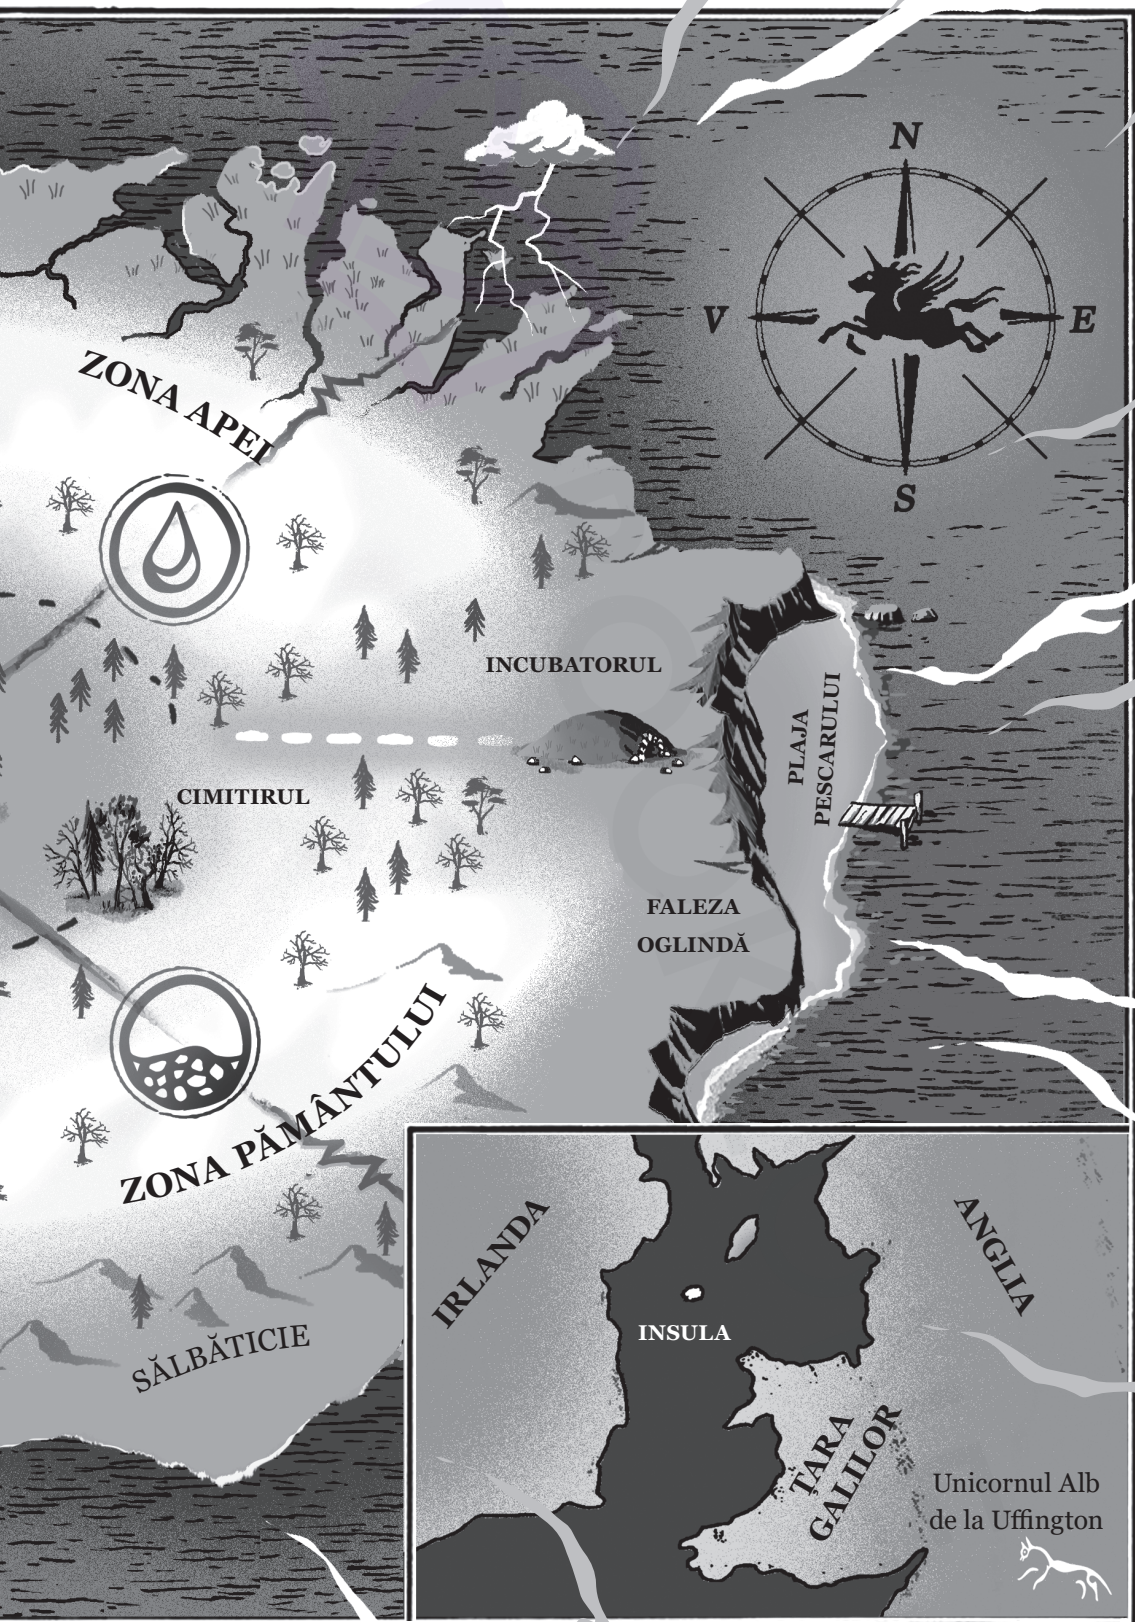 N
V
E
S
ZONA APEI
INCUBATORUL
PLAJA
PESCARULUI
CIMITIRUL
FALEZA
OGLINDĂ
ZONA PĂMÂNTULUI
SĂLBĂTICIE
IRLANDA
ANGLIA
INSULA
ȚARA
GALILOR
Unicornul Alb
de la Uffington